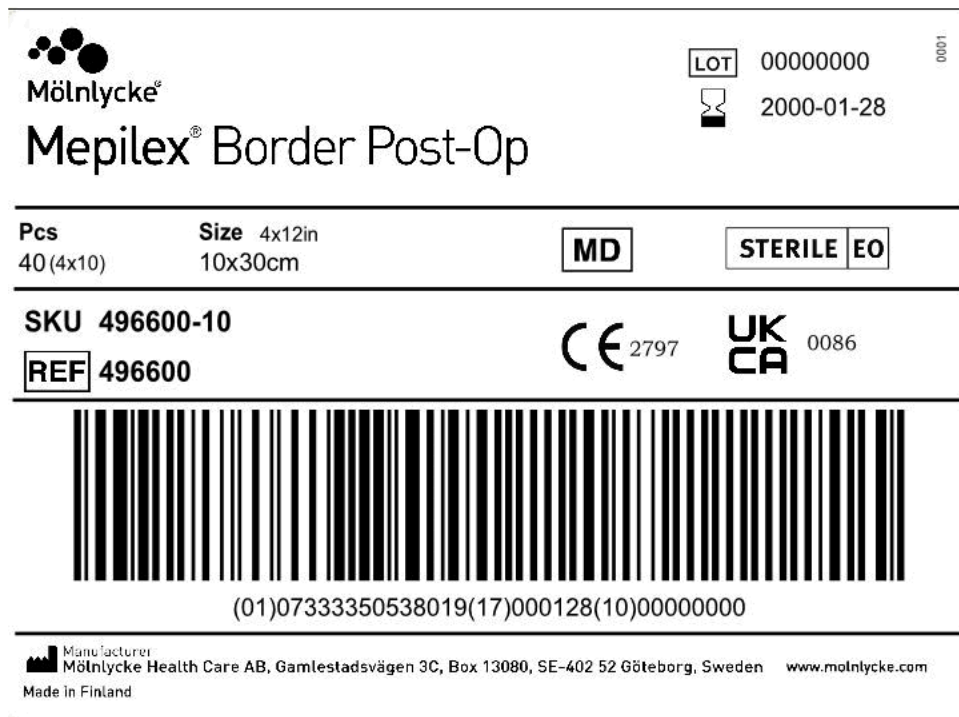 Mölnlycke®
Mepilex® Border Post-Op
LOT 00000000
2000-01-28
0001
Pcs
40 (4x10)
Size 4x12in
10x30cm
MD
STERILE EO
SKU 496600-10
REF 496600
CE 2797
UK
CA 0086
(01)07333350538019(17)000128(10)00000000
Manufacturer
Mölnlycke Health Care AB, Gamlestadsvägen 3C, Box 13080, SE-402 52 Göteborg, Sweden www.molnlycke.com
Made in Finland